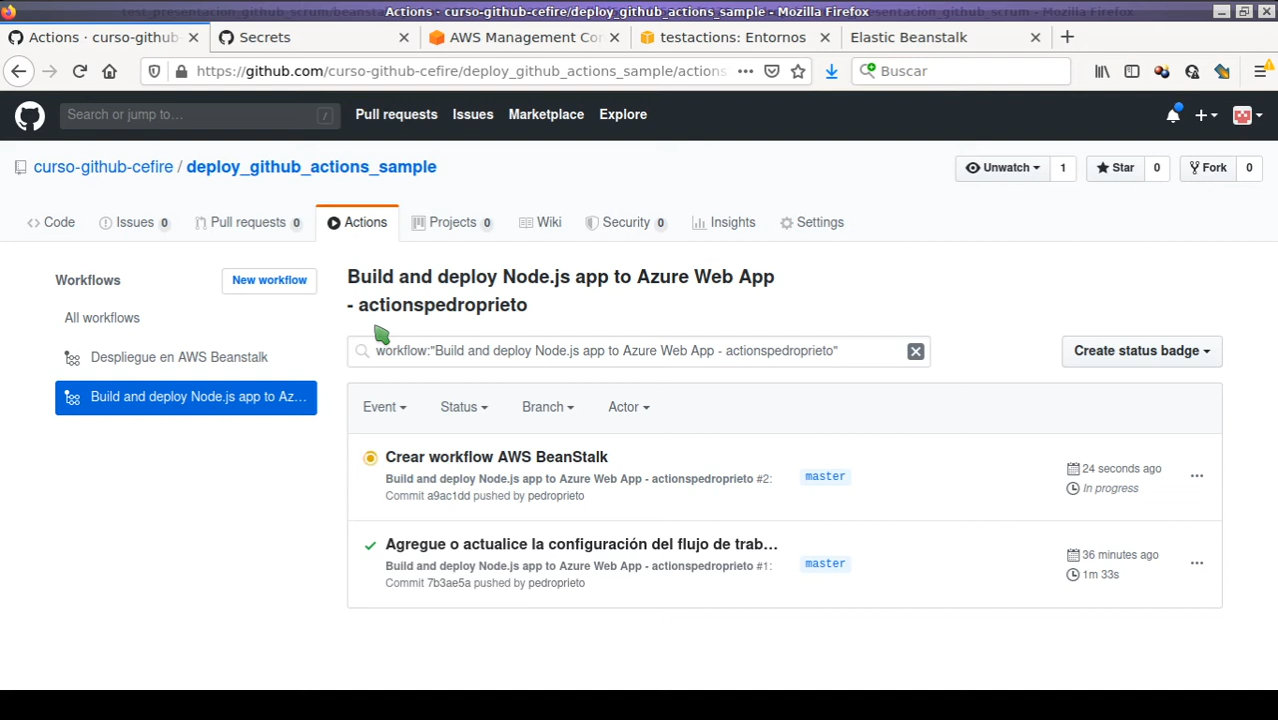 Actions - curso-github-cefire/deploy_github_actions_sample - Mozilla Firefox
Actions · curso-github-
Secrets
AWS Management Co
testactions: Entornos
Elastic Beanstalk
https://github.com/curso-github-cefire/deploy_github_actions_sample/actions
Buscar
Search or jump to…
/
Pull requests
Issues
Marketplace
Explore
curso-github-cefire / deploy_github_actions_sample
Unwatch
1
Star
0
Fork
0
Code
Issues 0
Pull requests 0
Actions
Projects 0
Wiki
Security 0
Insights
Settings
Workflows
New workflow
All workflows
Despliegue en AWS Beanstalk
Build and deploy Node.js app to Az...
Build and deploy Node.js app to Azure Web App
- actionspedroprieto
workflow:"Build and deploy Node.js app to Azure Web App - actionspedroprieto"
Create status badge
Event
Status
Branch
Actor
Crear workflow AWS BeanStalk
Build and deploy Node.js app to Azure Web App - actionspedroprieto #2:
Commit a9ac1dd pushed by pedroprieto
master
24 seconds ago
In progress
Agregue o actualice la configuración del flujo de trab…
Build and deploy Node.js app to Azure Web App - actionspedroprieto #1:
Commit 7b3ae5a pushed by pedroprieto
master
36 minutes ago
1m 33s